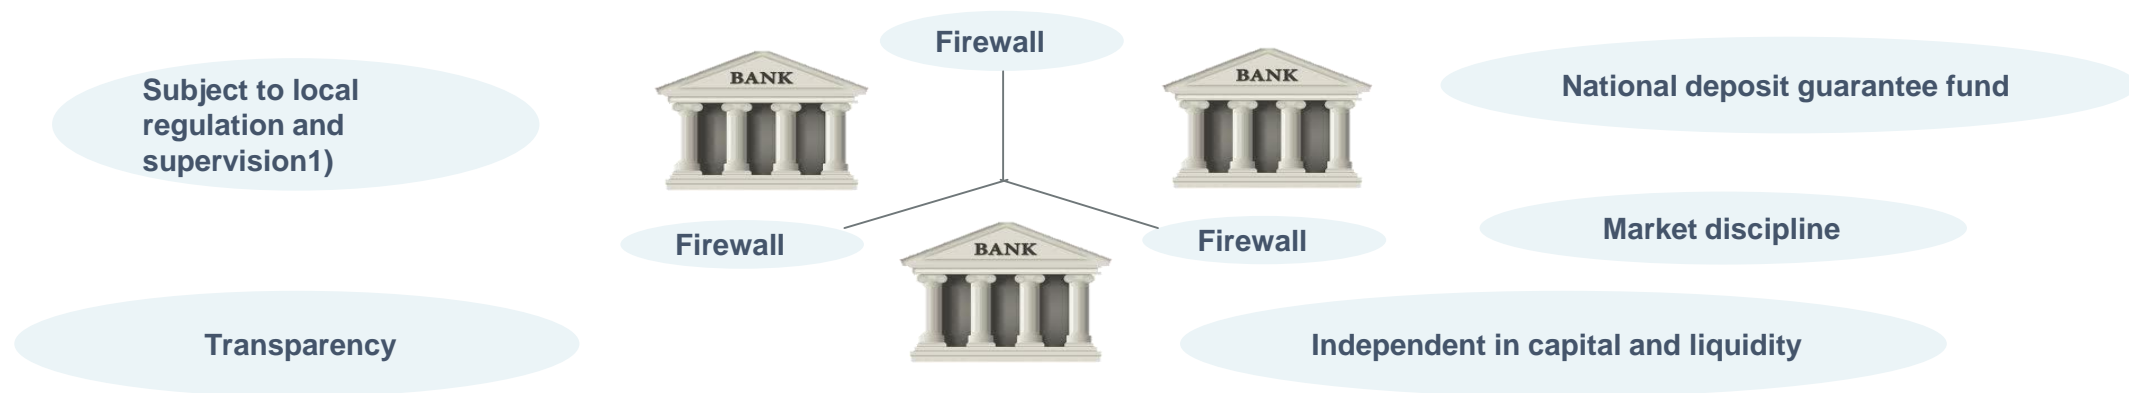 Firewall
BANK
BANK
Subject to local
regulation and
supervision1)
National deposit guarantee fund
Firewall
Firewall
Market discipline
BANK
Transparency
Independent in capital and liquidity